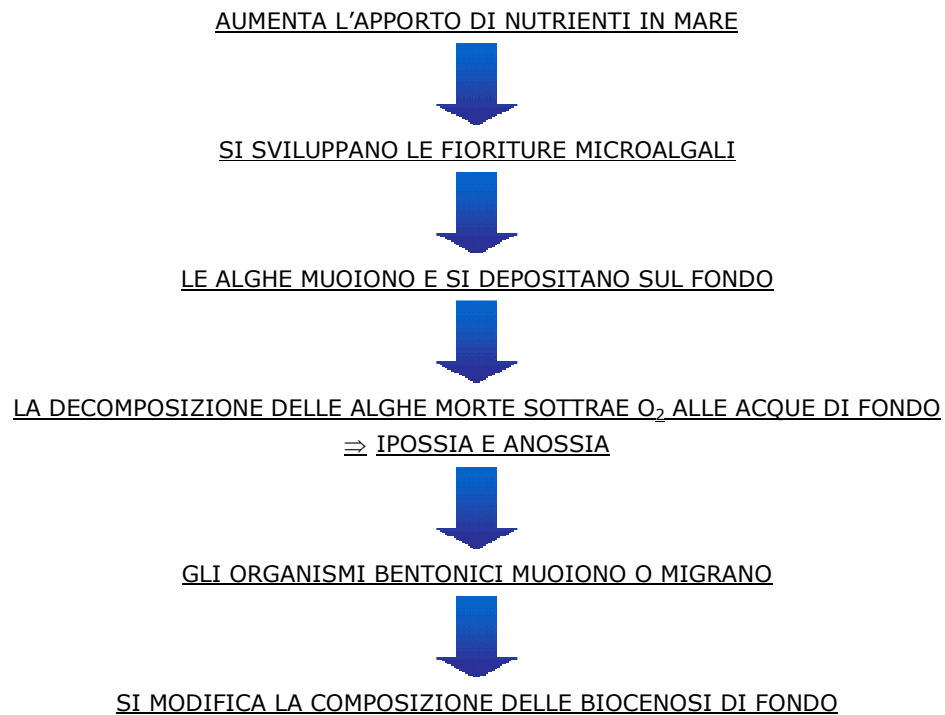 AUMENTA L’APPORTO DI NUTRIENTI IN MARE
SI SVILUPPANO LE FIORITURE MICROALGALI
LE ALGHE MUOIONO E SI DEPOSITANO SUL FONDO
LA DECOMPOSIZIONE DELLE ALGHE MORTE SOTTRAE O₂ ALLE ACQUE DI FONDO
⇒ IPOSSIA E ANOSSIA
GLI ORGANISMI BENTONICI MUOIONO O MIGRANO
SI MODIFICA LA COMPOSIZIONE DELLE BIOCENOSI DI FONDO